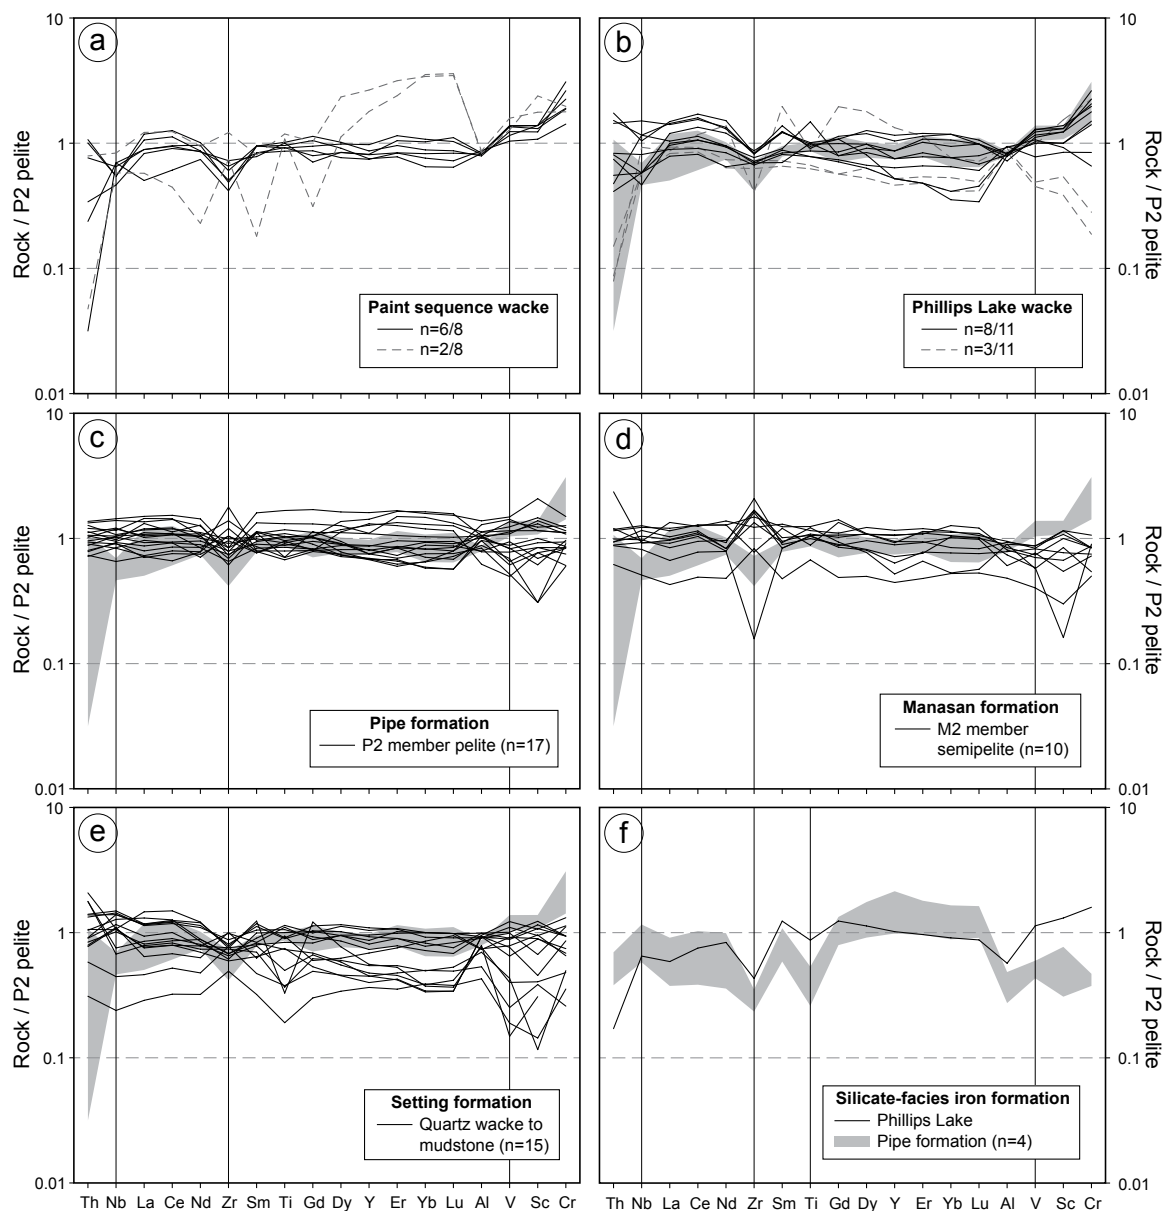 10
a
b
10
Rock / P2 pelite
1
1
Rock / P2 pelite
0.1
0.1
Paint sequence wacke
n=6/8
n=2/8
Phillips Lake wacke
n=8/11
n=3/11
0.01
0.01
10
c
d
10
Rock / P2 pelite
1
1
Rock / P2 pelite
0.1
0.1
Pipe formation
P2 member pelite (n=17)
Manasan formation
M2 member
semipelite (n=10)
0.01
0.01
10
e
f
10
Rock / P2 pelite
1
1
Rock / P2 pelite
0.1
0.1
Setting formation
Quartz wacke to
mudstone (n=15)
Silicate-facies iron formation
Phillips Lake
Pipe formation (n=4)
0.01
0.01
Th Nb La Ce Nd Zr Sm Ti Gd Dy Y Er Yb Lu Al V Sc Cr
Th Nb La Ce Nd Zr Sm Ti Gd Dy Y Er Yb Lu Al V Sc Cr